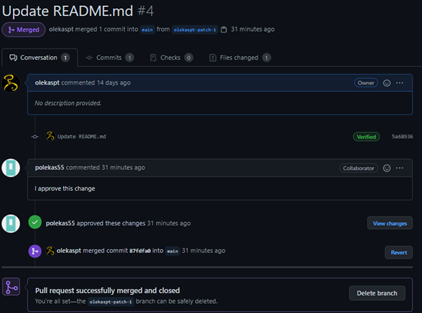 Update README.md #4
Merged olekaspt merged 1 commit into main from olekaspt-patch-1 31 minutes ago
Conversation 1 Commits 1 Checks 0 Files changed 1
olekaspt commented 14 days ago Owner
No description provided.
Update README.md Verified
polekas55 commented 31 minutes ago Collaborator
I approve this change
polekas55 approved these changes 31 minutes ago View changes
olekaspt merged commit into main 31 minutes ago Revert
Pull request successfully merged and closed
You're all set—the olekaspt-patch-1 branch can be safely deleted.
Delete branch